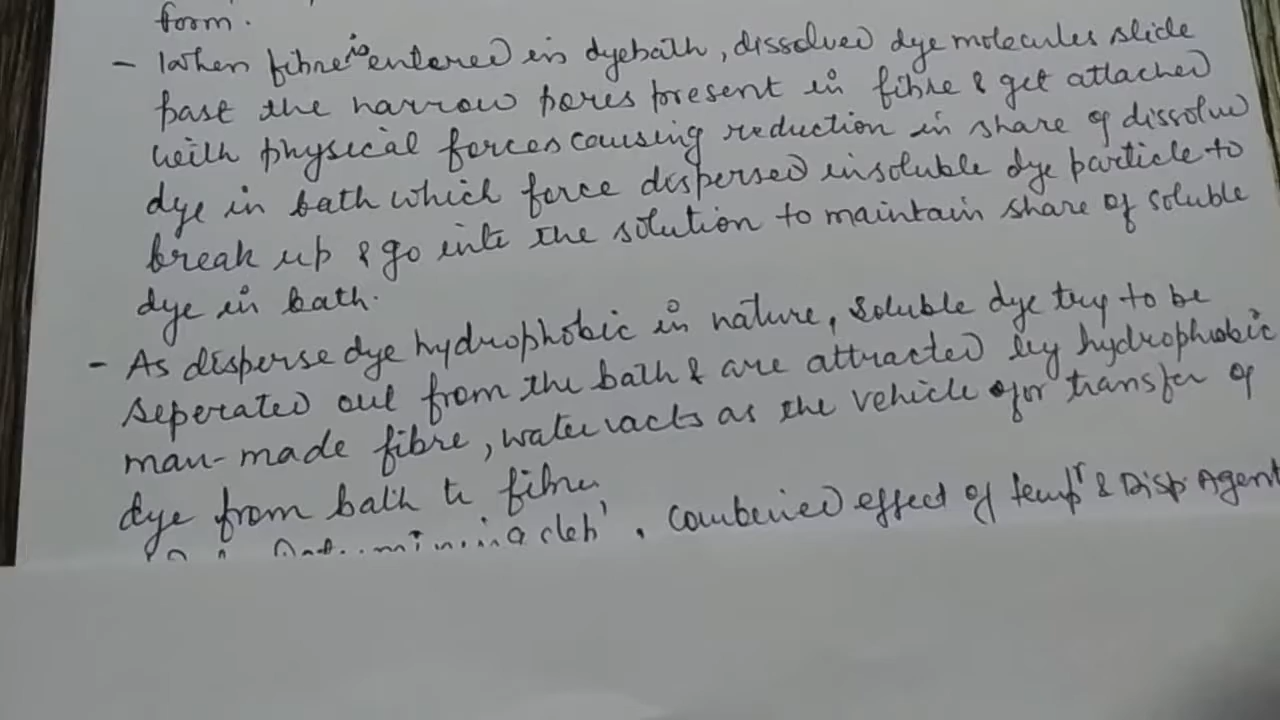 form.
- When fibre is entered in dyebath, dissolved dye molecules slide
past the narrow pores present in fibre & get attached
with physical forces causing reduction in share of dissolve
dye in bath which force dispersed insoluble dye particle to
break up & go into the solution to maintain share of soluble
dye in bath.
- As disperse dye hydrophobic in nature, soluble dye try to be
seperated out from the bath & are attracted by hydrophobic
man-made fibre, water acts as the vehicle for transfer of
dye from bath to fibre
combined effect of temp^r & Disp Agent